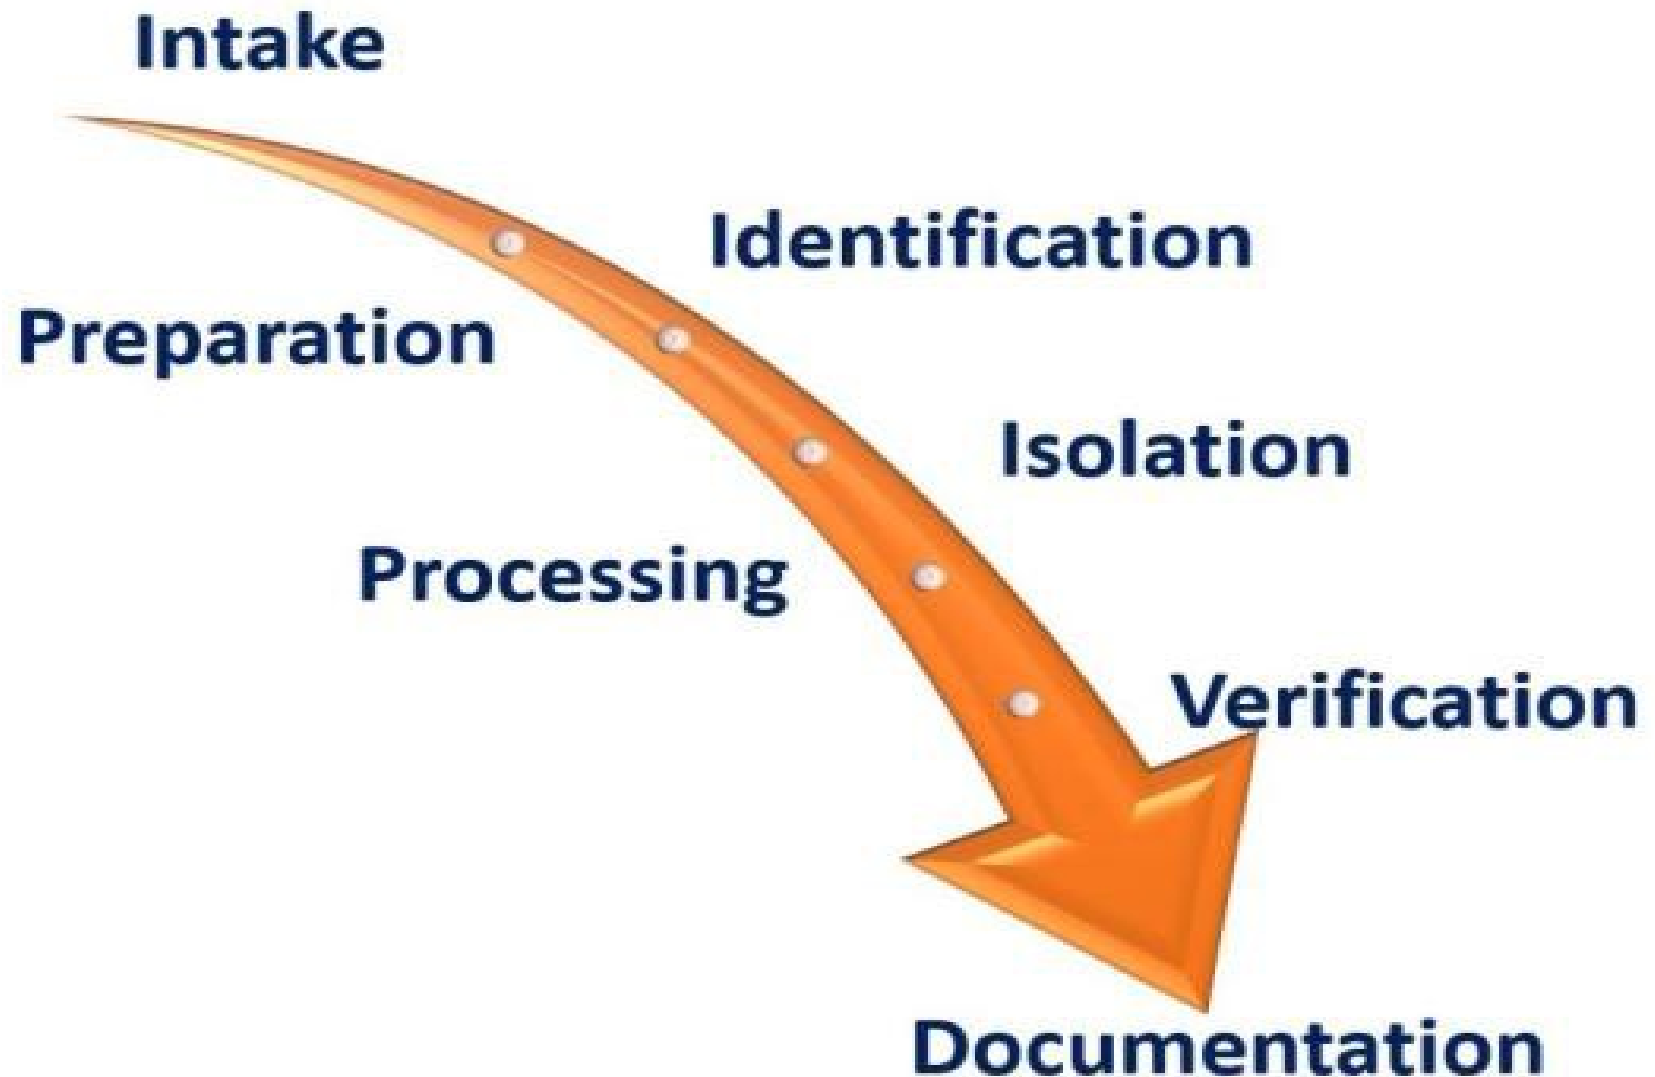 Intake
Identification
Preparation
Isolation
Processing
Verification
Documentation